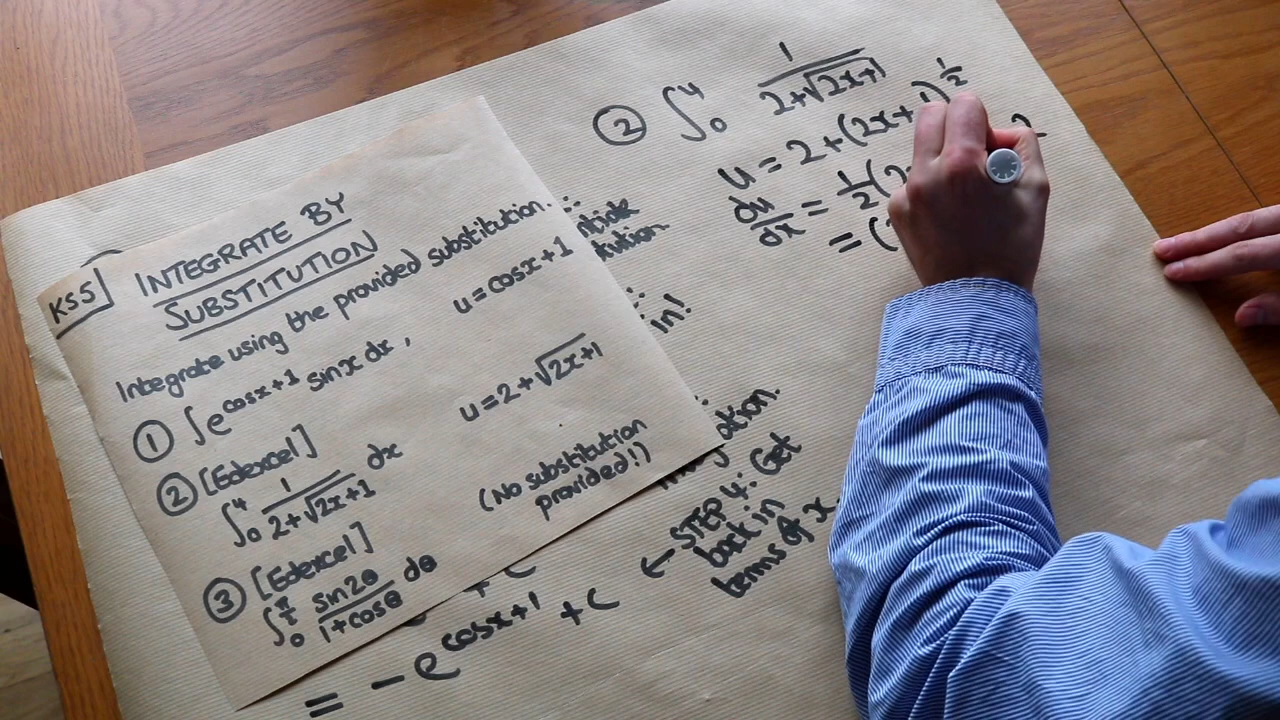 KS5
INTEGRATE BY
SUBSTITUTION
Integrate using the provided substitution.
① ∫e^(cosx+1) sinx dx, u=cosx+1
② [Edexcel]
∫₀⁴ 1/(2+√(2x+1)) dx u=2+√(2x+1)
③ [Edexcel] (No substitution
provided!)
∫₀^(π/2) sin2θ/(1+cosθ) dθ
② ∫₀⁴ 1/(2+√(2x+1))
u = 2+(2x+1)^(1/2)
du/dx = 1/2(2
= (
in!
← STEP 4: Get
back in
terms of x.
= -e^(cosx+1) +c